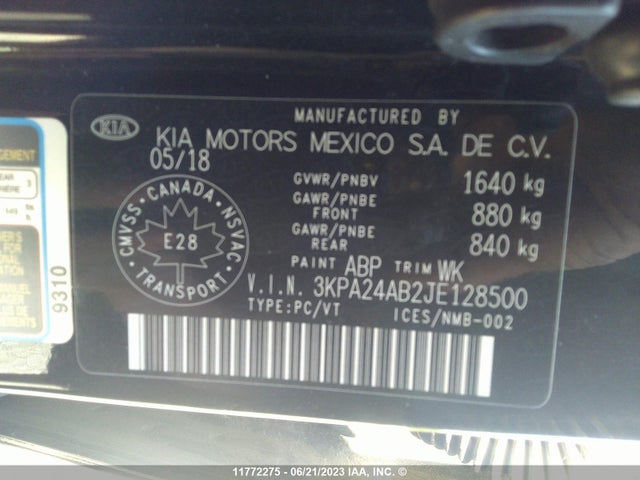 MANUFACTURED BY
KIA
KIA MOTORS MEXICO S.A. DE C.V.
05/18
GVWR/PNBV 1640 kg
GAWR/PNBE FRONT 880 kg
GAWR/PNBE REAR 840 kg
CANADA
CMVSS NSVAC
E28
TRANSPORT
PAINT ABP TRIM WK
V.I.N. 3KPA24AB2JE128500
TYPE:PC/VT ICES/NMB-002
9310
11772275 - 06/21/2023 IAA, Inc. ©